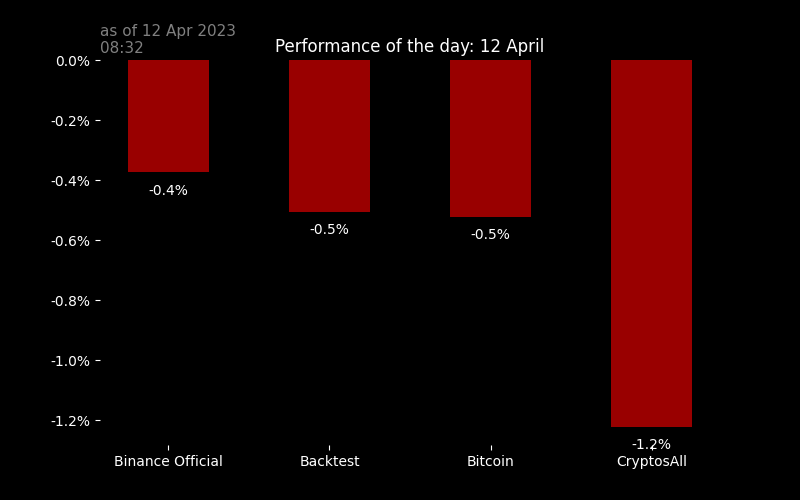 as of 12 Apr 2023
08:32
Performance of the day: 12 April
0.0%
-0.2%
-0.4%
-0.6%
-0.8%
-1.0%
-1.2%
-0.4%
-0.5%
-0.5%
-1.2%
Binance Official
Backtest
Bitcoin
CryptosAll